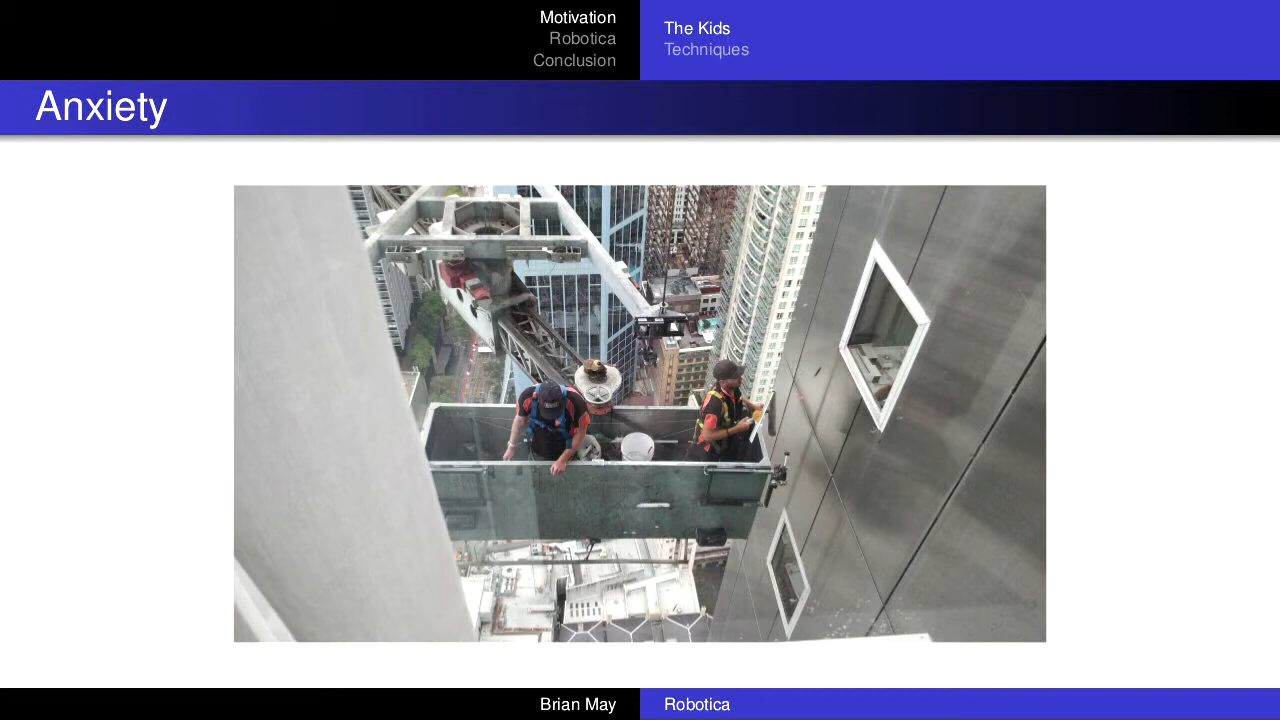 Motivation
Robotica
Conclusion
The Kids
Techniques
Anxiety
Brian May
Robotica